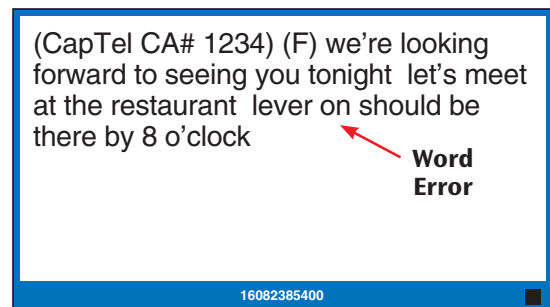 (CapTel CA# 1234) (F) we're looking
forward to seeing you tonight  let's meet
at the restaurant  lever on should be
there by 8 o'clock
Word
Error
16082385400